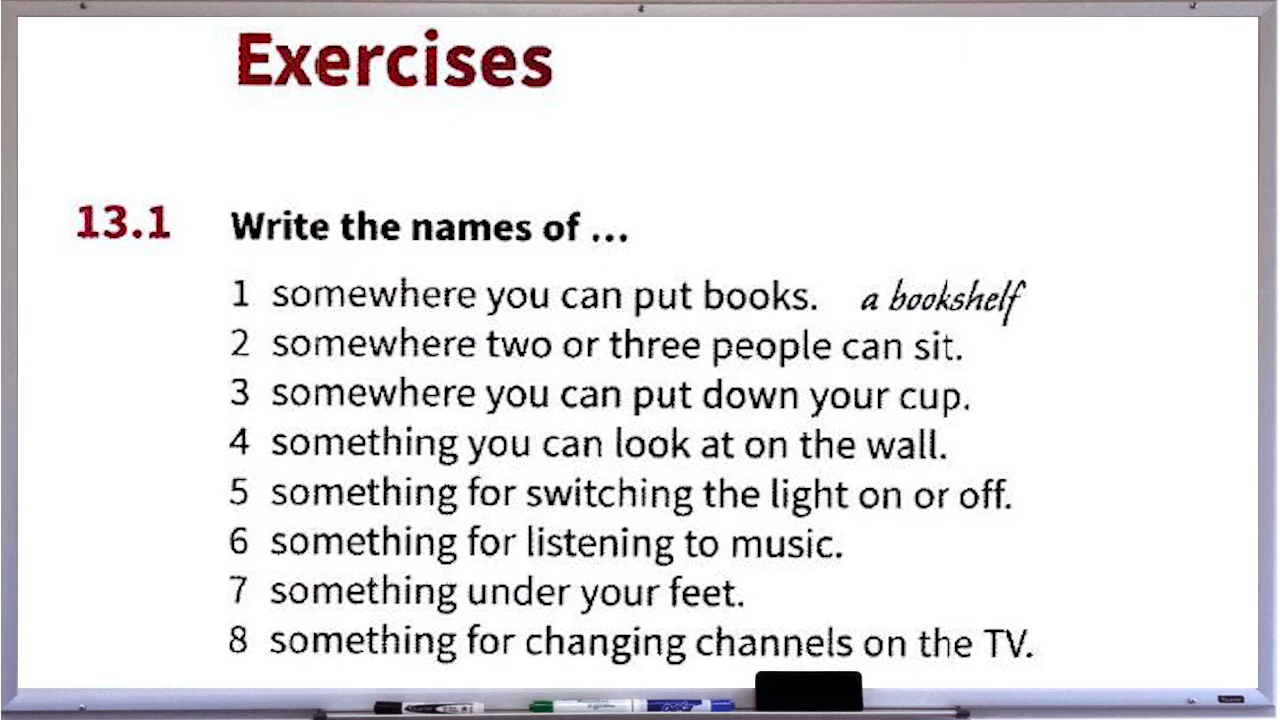 Exercises
13.1 Write the names of ...
1 somewhere you can put books. a bookshelf
2 somewhere two or three people can sit.
3 somewhere you can put down your cup.
4 something you can look at on the wall.
5 something for switching the light on or off.
6 something for listening to music.
7 something under your feet.
8 something for changing channels on the TV.